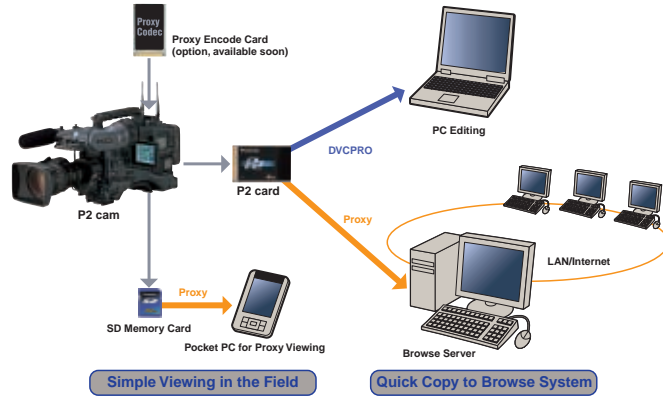 Proxy
Codec
Proxy Encode Card
(option, available soon)
PC Editing
DVCPRO
P2 card
P2 cam
Proxy
LAN/Internet
Proxy
SD Memory Card
Pocket PC for Proxy Viewing
Browse Server
Simple Viewing in the Field
Quick Copy to Browse System